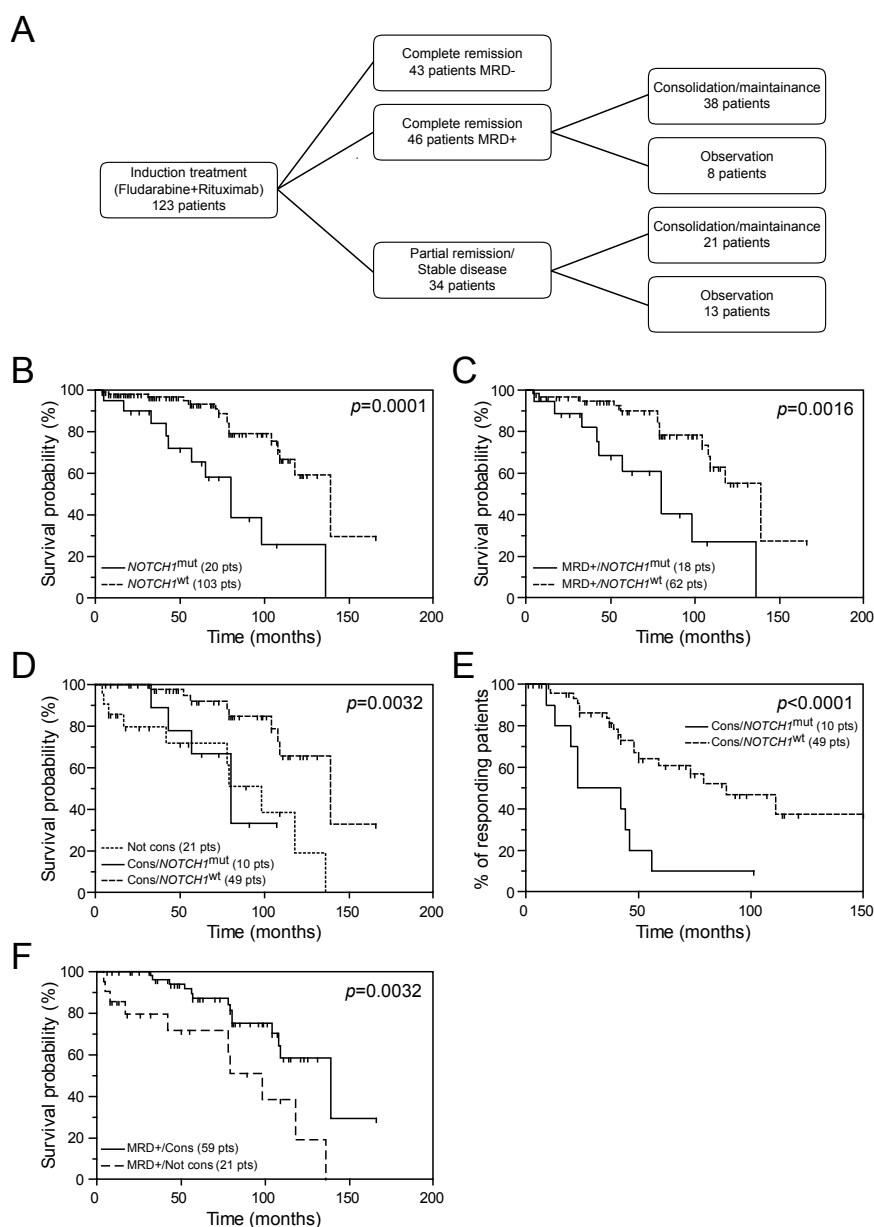 A
Complete remission
43 patients MRD-
Complete remission
46 patients MRD+
Consolidation/maintainance
38 patients
Observation
8 patients
Induction treatment
(Fludarabine+Rituximab)
123 patients
Partial remission/
Stable disease
34 patients
Consolidation/maintainance
21 patients
Observation
13 patients
B
Survival probability (%)
100
80
60
40
20
0
p=0.0001
NOTCH1mut (20 pts)
NOTCH1wt (103 pts)
0 50 100 150 200
Time (months)
C
Survival probability (%)
100
80
60
40
20
0
p=0.0016
MRD+/NOTCH1mut (18 pts)
MRD+/NOTCH1wt (62 pts)
0 50 100 150 200
Time (months)
D
Survival probability (%)
100
80
60
40
20
0
p=0.0032
Not cons (21 pts)
Cons/NOTCH1mut (10 pts)
Cons/NOTCH1wt (49 pts)
0 50 100 150 200
Time (months)
E
% of responding patients
100
80
60
40
20
0
p<0.0001
Cons/NOTCH1mut (10 pts)
Cons/NOTCH1wt (49 pts)
0 50 100 150
Time (months)
F
Survival probability (%)
100
80
60
40
20
0
p=0.0032
MRD+/Cons (59 pts)
MRD+/Not cons (21 pts)
0 50 100 150 200
Time (months)